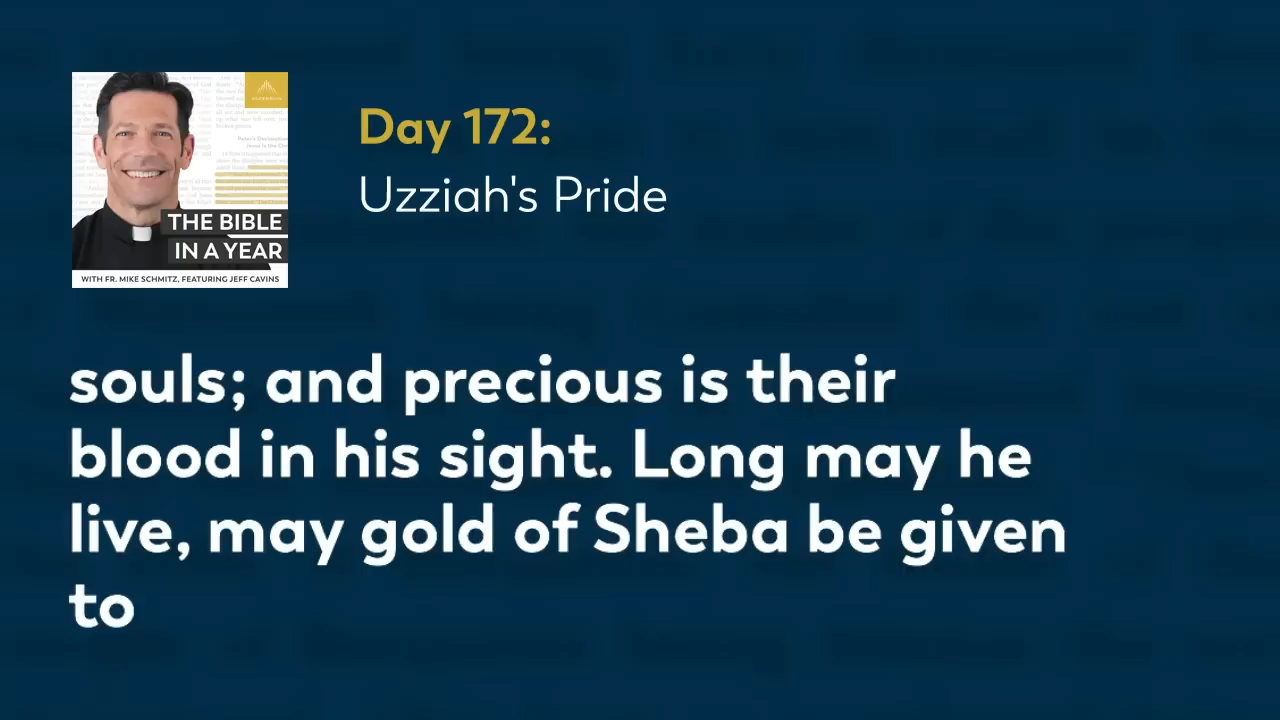 Day 172:
Uzziah's Pride
THE BIBLE
IN A YEAR
WITH FR. MIKE SCHMITZ, FEATURING JEFF CAVINS
souls; and precious is their
blood in his sight. Long may he
live, may gold of Sheba be given
to